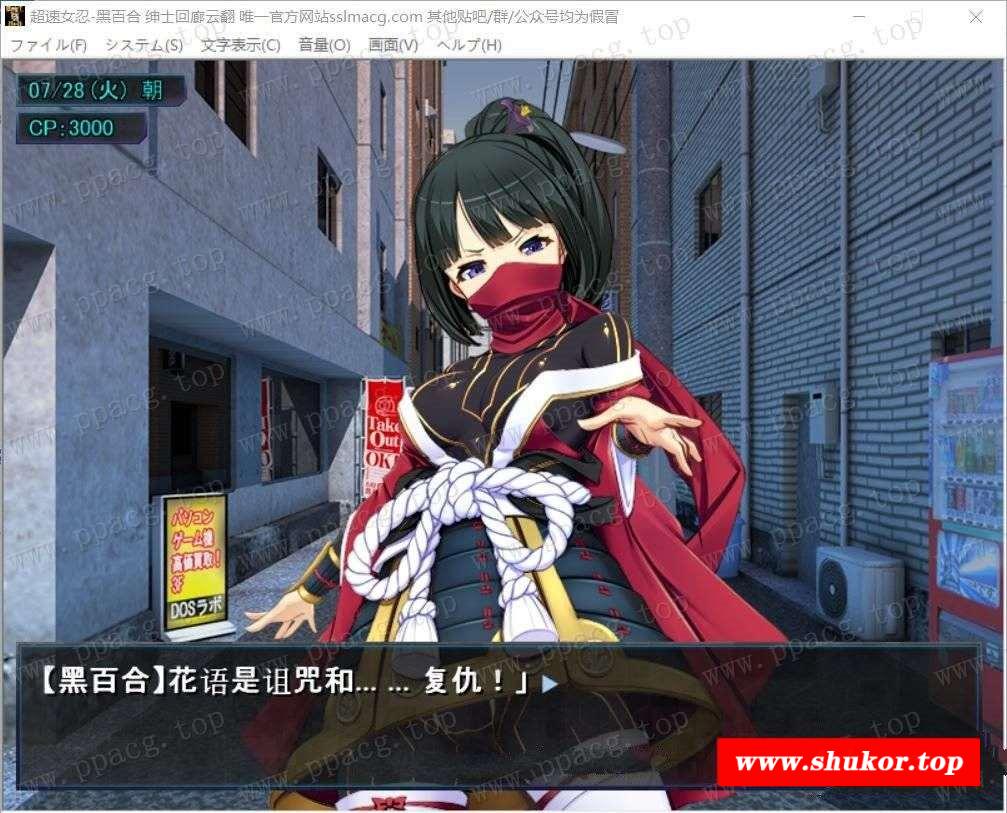 超速女忍-黑百合 绅士回廊云翻 唯一官方网站sslmacg.com 其他贴吧/群/公众号均为假冒
ファイル(F) システム(S) 文字表示(C) 音量(O) 画面(V) ヘルプ(H)
07/28(火) 朝
CP:3000
Take
Out
OK
パソコン
ゲーム機
高価買取!
3F
DOSラボ
【黑百合】花语是诅咒和... ... 复仇！」
www.shukor.top
www.ppacg.top